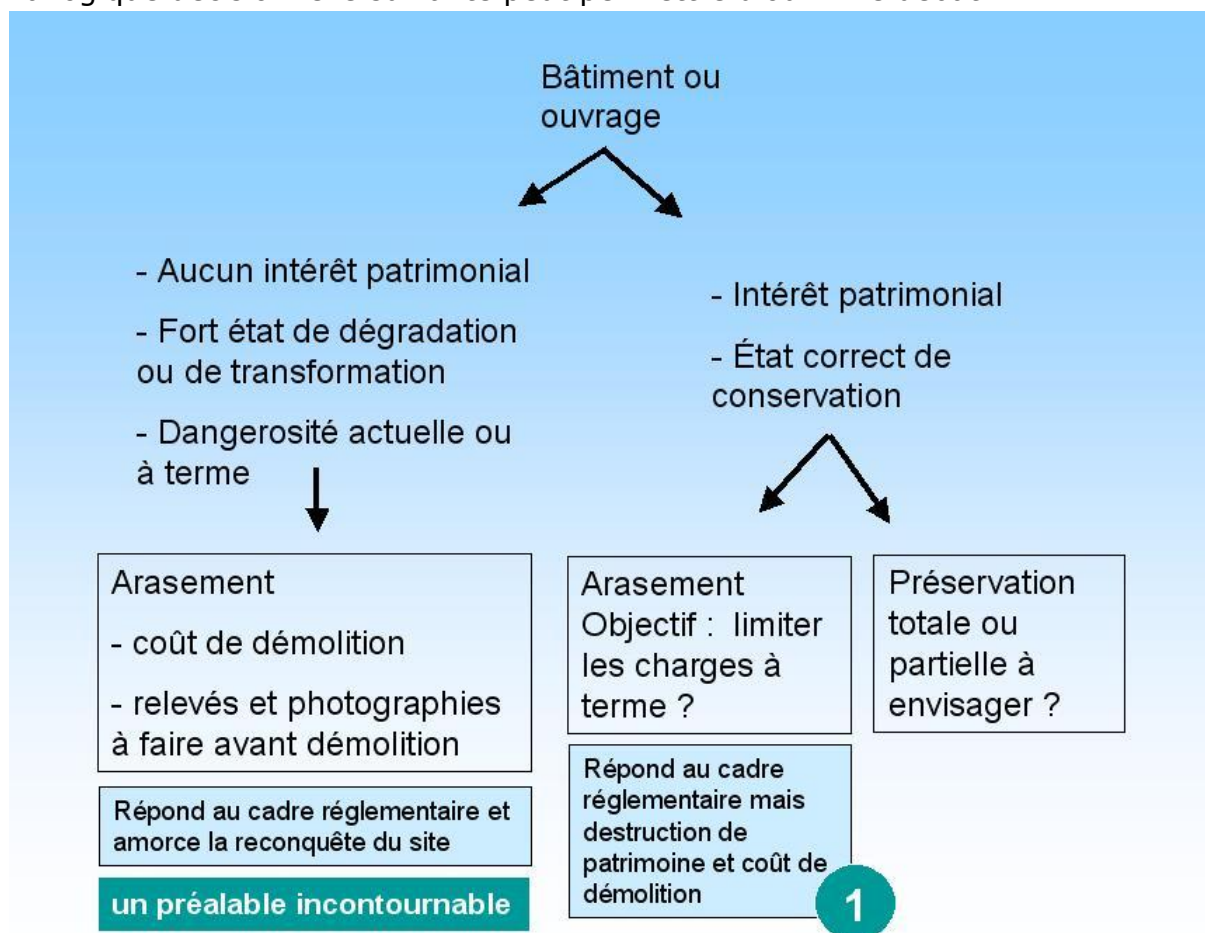 Bâtiment ou
ouvrage
- Aucun intérêt patrimonial
- Fort état de dégradation
ou de transformation
- Dangerosité actuelle ou
à terme
- Intérêt patrimonial
- État correct de
conservation
Arasement
- coût de démolition
- relevés et photographies
à faire avant démolition
Répond au cadre réglementaire et
amorce la reconquête du site
un préalable incontournable
Arasement
Objectif : limiter
les charges à
terme ?
Répond au cadre
réglementaire mais
destruction de
patrimoine et coût de
démolition
1
Préservation
totale ou
partielle à
envisager ?